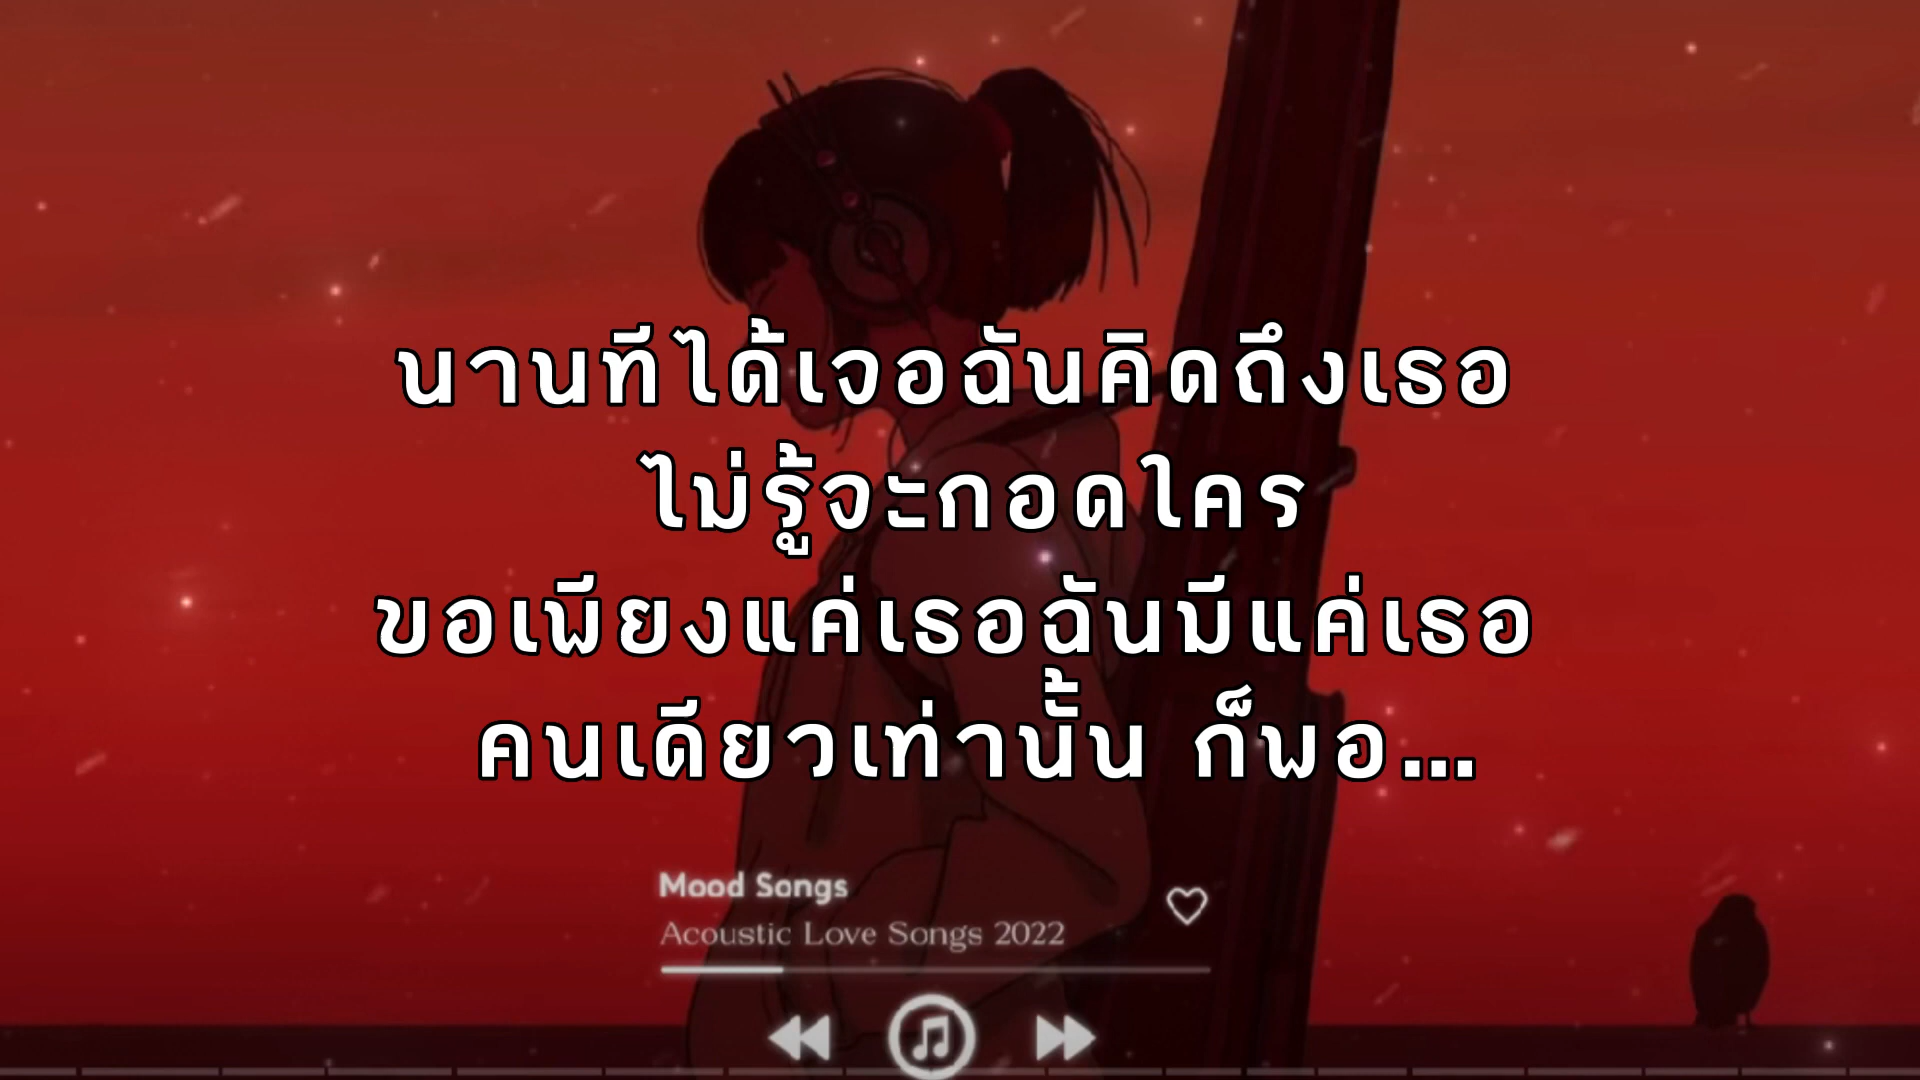 นานทีได้เจอฉันคิดถึงเธอ
ไม่รู้จะกอดใคร
ขอเพียงแค่เธอฉันมีแค่เธอ
คนเดียวเท่านั้น ก็พอ...
Mood Songs
Acoustic Love Songs 2022